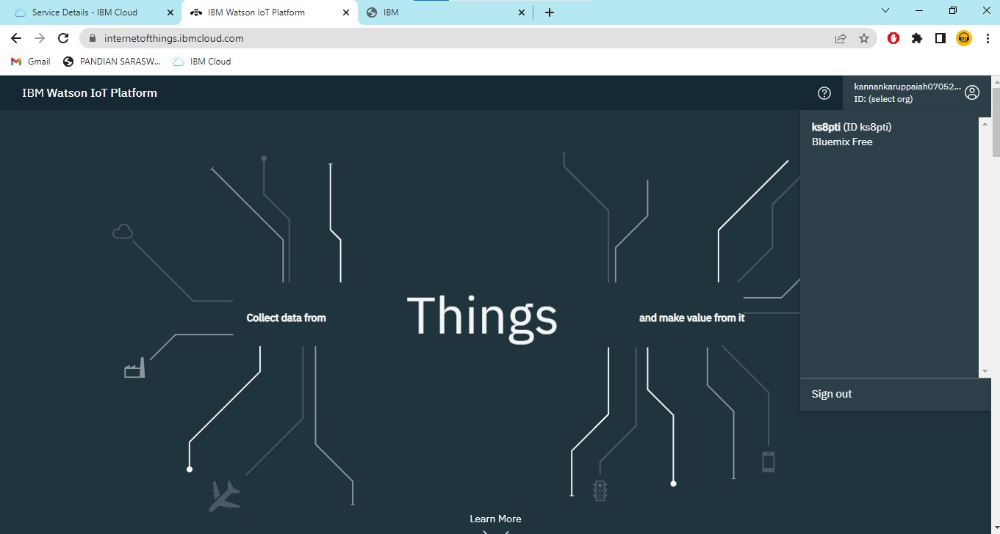 Service Details - IBM Cloud
IBM Watson IoT Platform
IBM
internetofthings.ibmcloud.com
Gmail
PANDIAN SARASW...
IBM Cloud
IBM Watson IoT Platform
kannankaruppaiah07052...
ID: (select org)
ks8pti (ID ks8pti)
Bluemix Free
Collect data from
Things
and make value from it
Sign out
Learn More